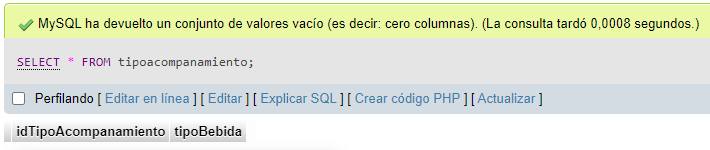 MySQL ha devuelto un conjunto de valores vacío (es decir: cero columnas). (La consulta tardó 0,0008 segundos.)
SELECT * FROM tipoacompanamiento;
Perfilando [ Editar en línea ] [ Editar ] [ Explicar SQL ] [ Crear código PHP ] [ Actualizar ]
idTipoAcompanamiento tipoBebida